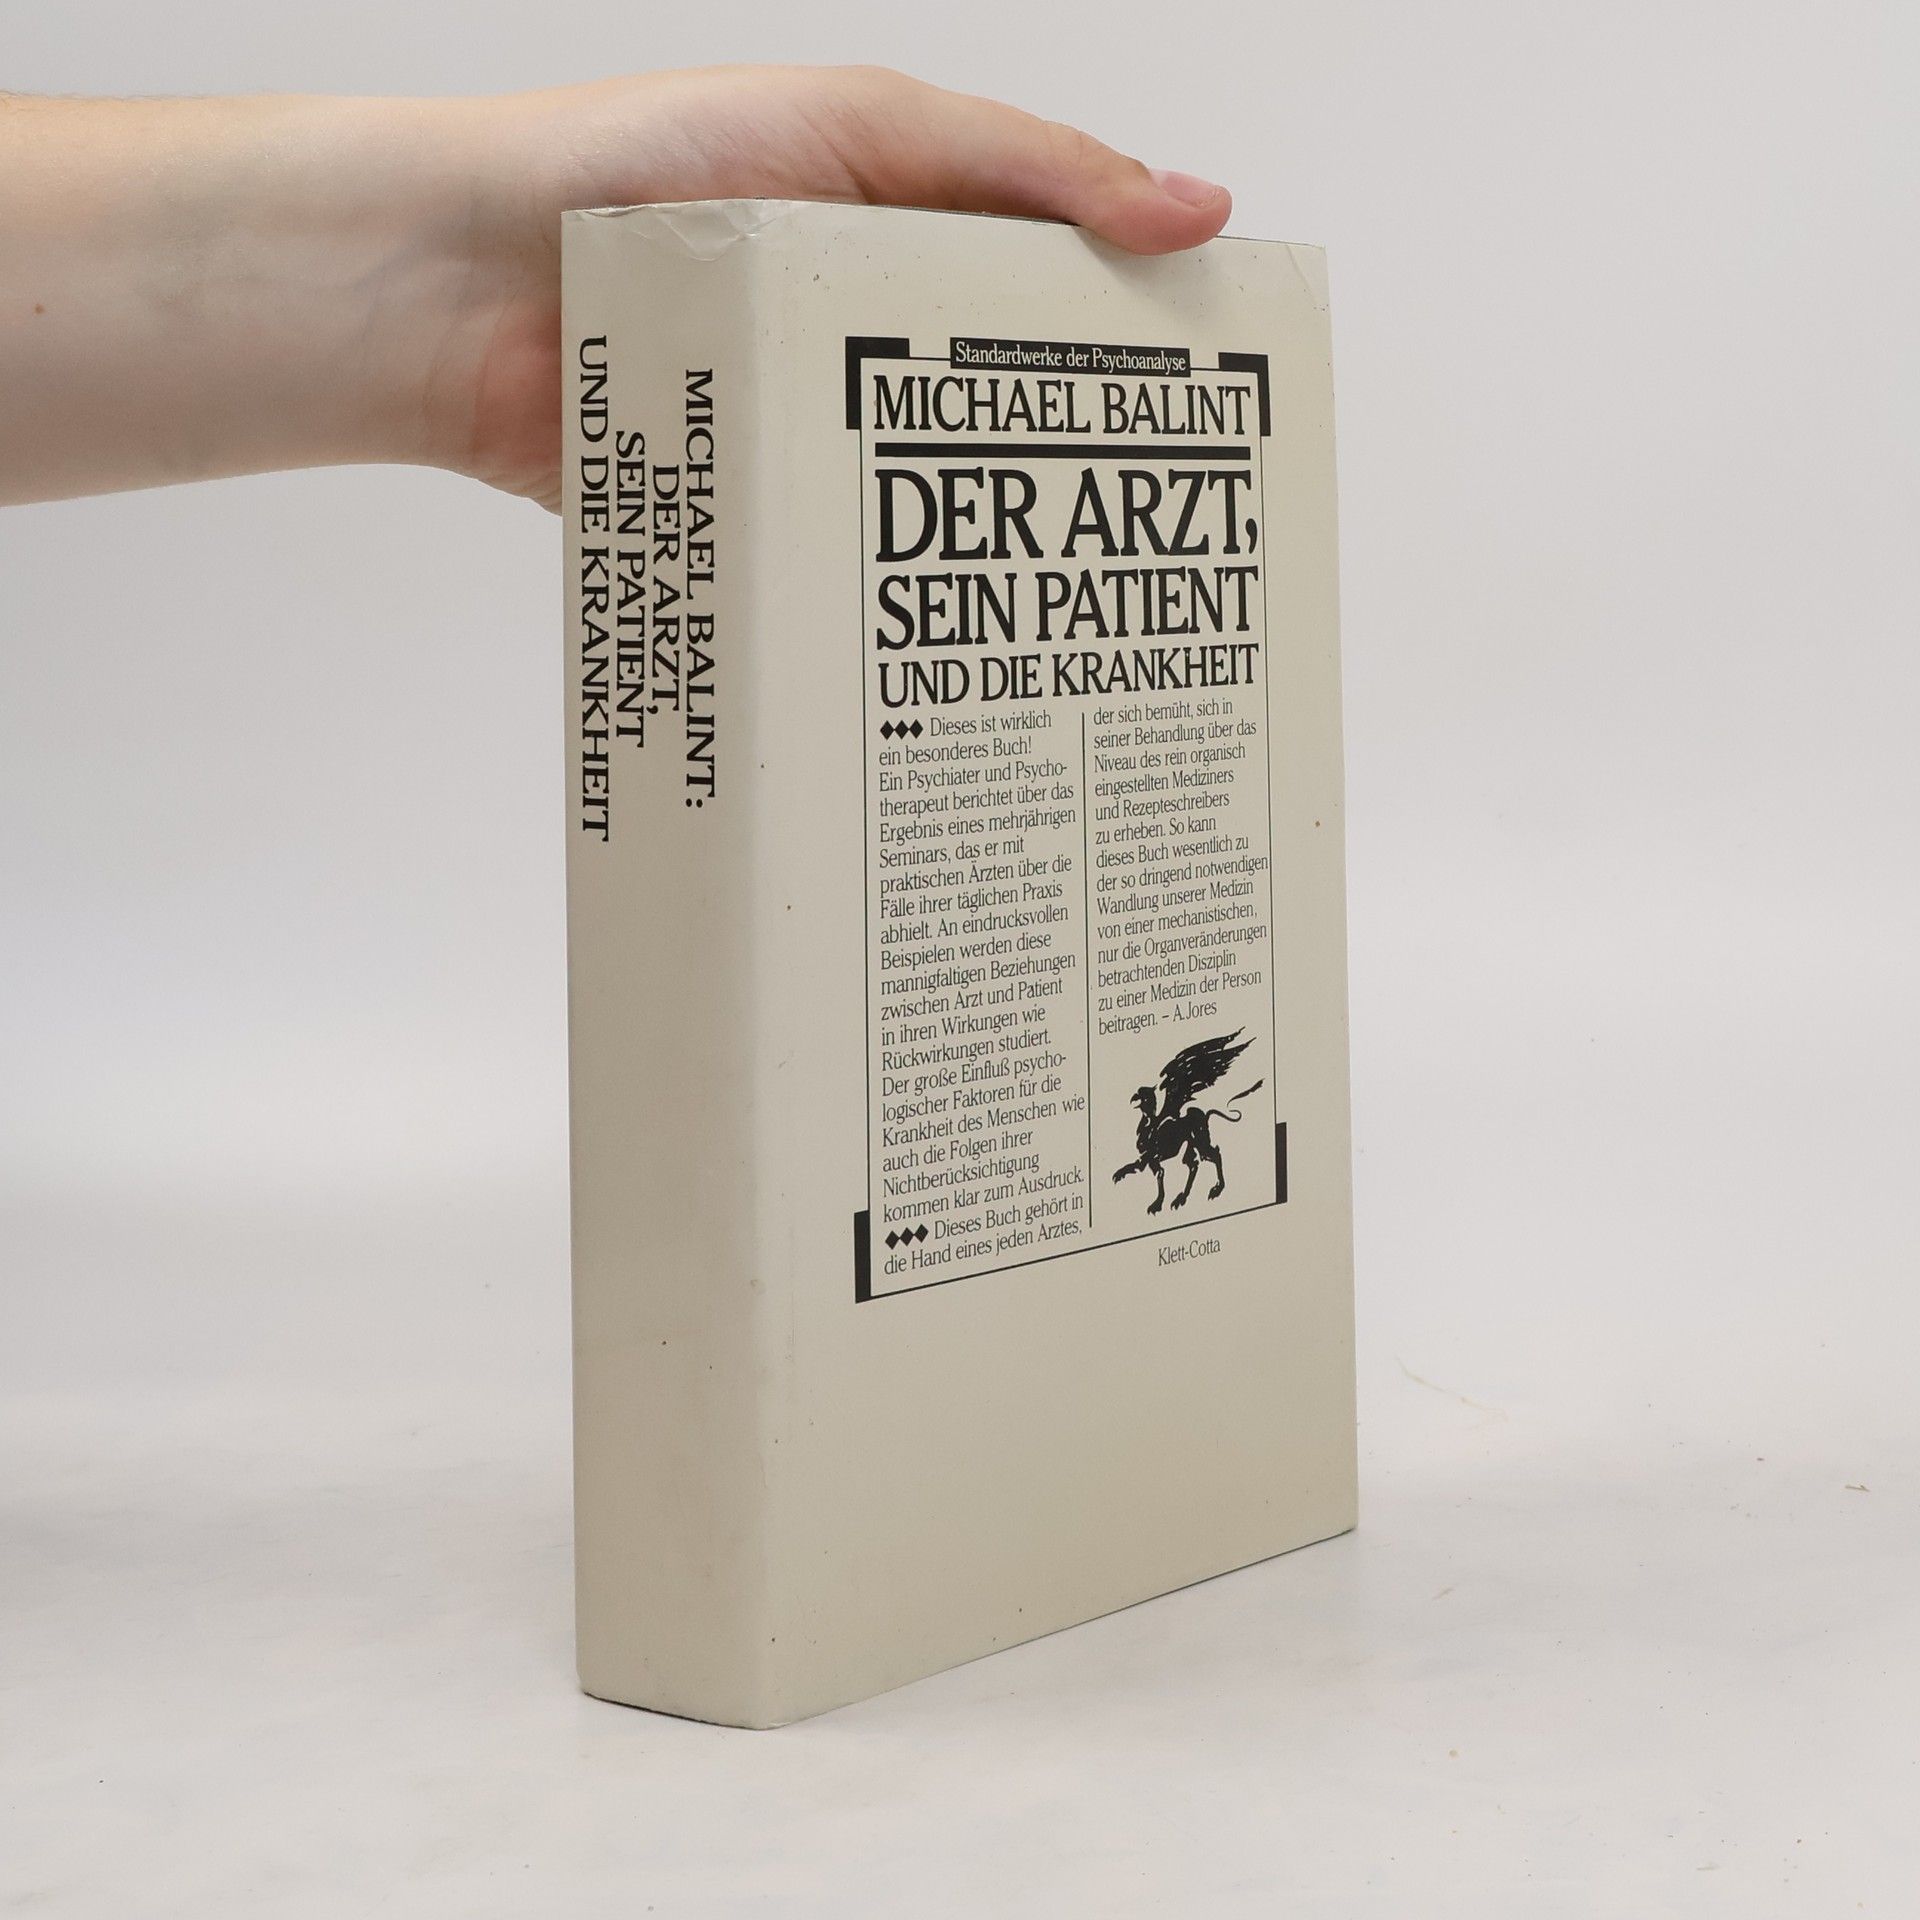 MICHAEL BALINT:
DER ARZT,
SEIN PATIENT
UND DIE KRANKHEIT
Standardwerke der Psychoanalyse
MICHAEL BALINT
DER ARZT,
SEIN PATIENT
UND DIE KRANKHEIT
◆◆◆ Dieses ist wirklich
ein besonderes Buch!
Ein Psychiater und Psycho-
therapeut berichtet über das
Ergebnis eines mehrjährigen
Seminars, das er mit
praktischen Ärzten über die
Fälle ihrer täglichen Praxis
abhielt. An eindrucksvollen
Beispielen werden diese
mannigfaltigen Beziehungen
zwischen Arzt und Patient
in ihren Wirkungen wie
Rückwirkungen studiert.
Der große Einfluß psycho-
logischer Faktoren für die
Krankheit des Menschen wie
auch die Folgen ihrer
Nichtberücksichtigung
kommen klar zum Ausdruck.
◆◆◆ Dieses Buch gehört in
die Hand eines jeden Arztes,
der sich bemüht, sich in
seiner Behandlung über das
Niveau des rein organisch
eingestellten Mediziners
und Rezepteschreibers
zu erheben. So kann
dieses Buch wesentlich zu
der so dringend notwendigen
Wandlung unserer Medizin
von einer mechanistischen,
nur die Organveränderungen
betrachtenden Disziplin
zu einer Medizin der Person
beitragen. – A. Jores
Klett-Cotta